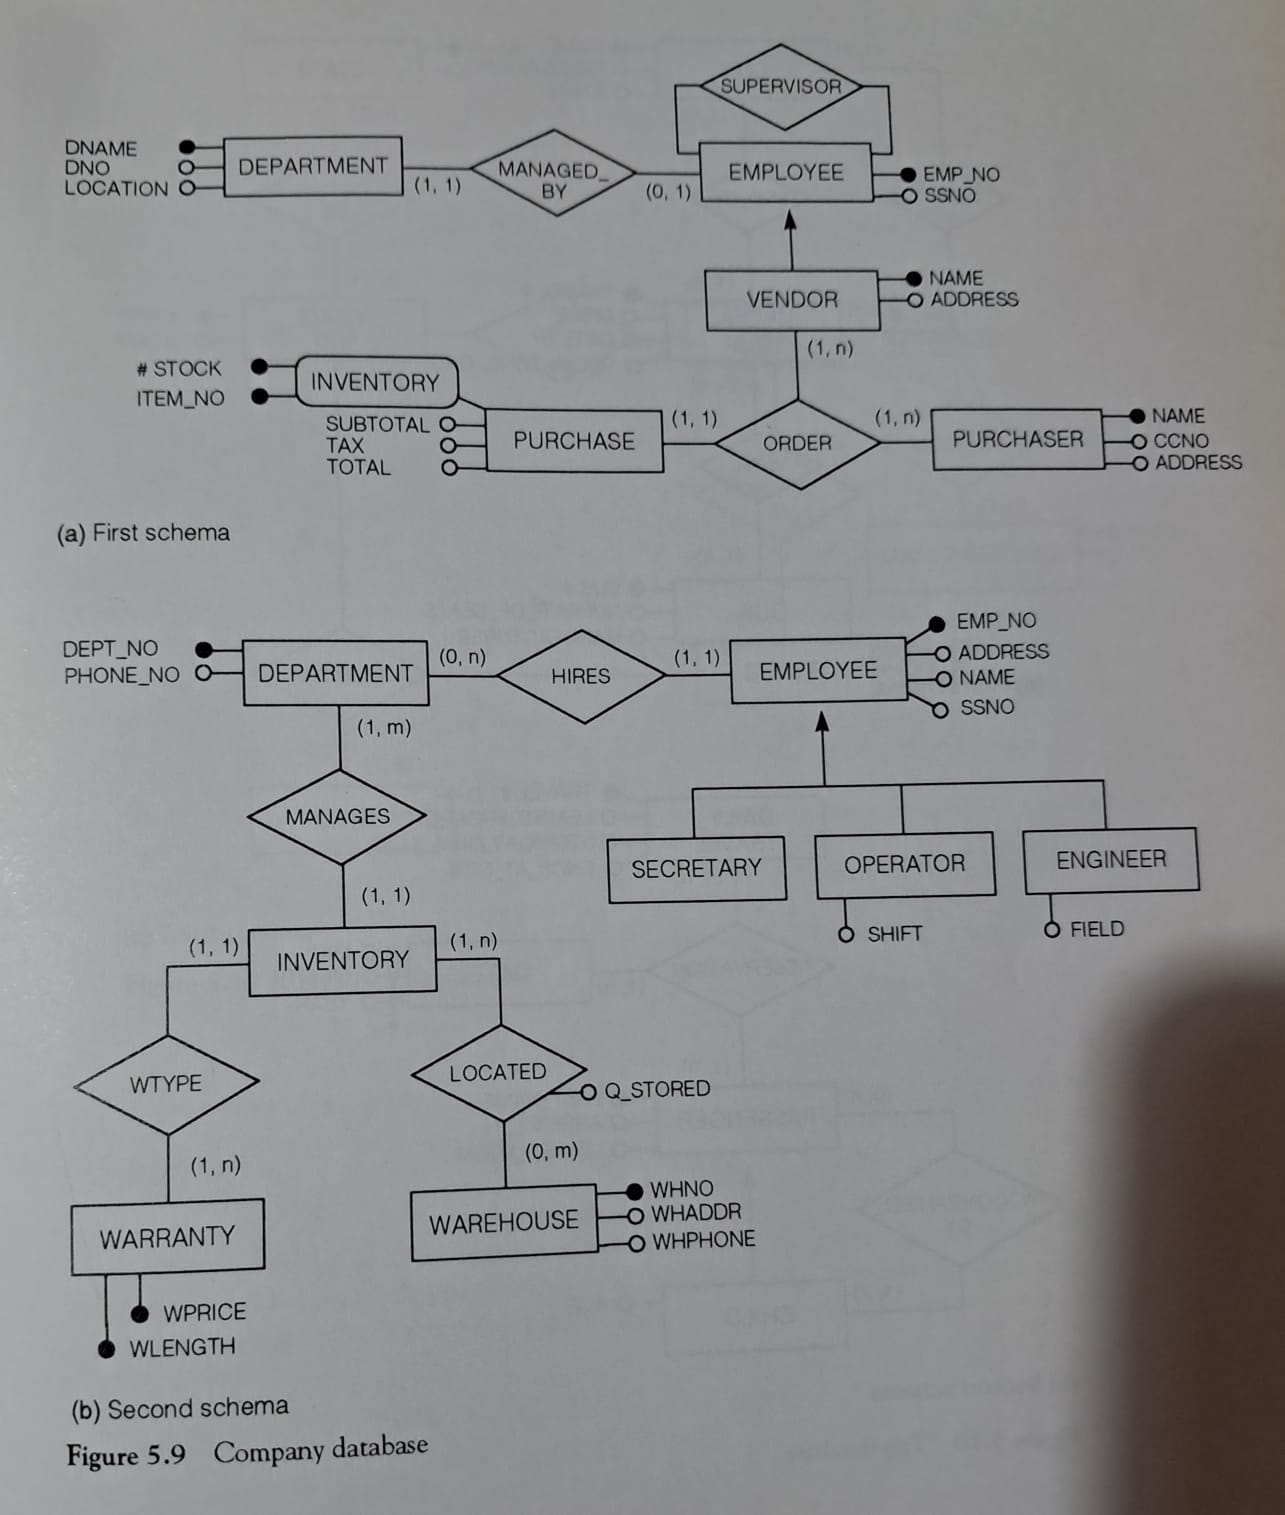 SUPERVISOR
DNAME
DNO
LOCATION
DEPARTMENT
(1, 1)
MANAGED_
BY
(0, 1)
EMPLOYEE
EMP_NO
SSNO
VENDOR
NAME
ADDRESS
(1, n)
# STOCK
ITEM_NO
INVENTORY
SUBTOTAL
TAX
TOTAL
PURCHASE
(1, 1)
ORDER
(1, n)
PURCHASER
NAME
CCNO
ADDRESS
(a) First schema
DEPT_NO
PHONE_NO
DEPARTMENT
(0, n)
HIRES
(1, 1)
EMPLOYEE
EMP_NO
ADDRESS
NAME
SSNO
(1, m)
MANAGES
(1, 1)
SECRETARY
OPERATOR
ENGINEER
SHIFT
FIELD
(1, 1)
INVENTORY
(1, n)
WTYPE
LOCATED
Q_STORED
(1, n)
(0, m)
WARRANTY
WAREHOUSE
WHNO
WHADDR
WHPHONE
WPRICE
WLENGTH
(b) Second schema
Figure 5.9 Company database